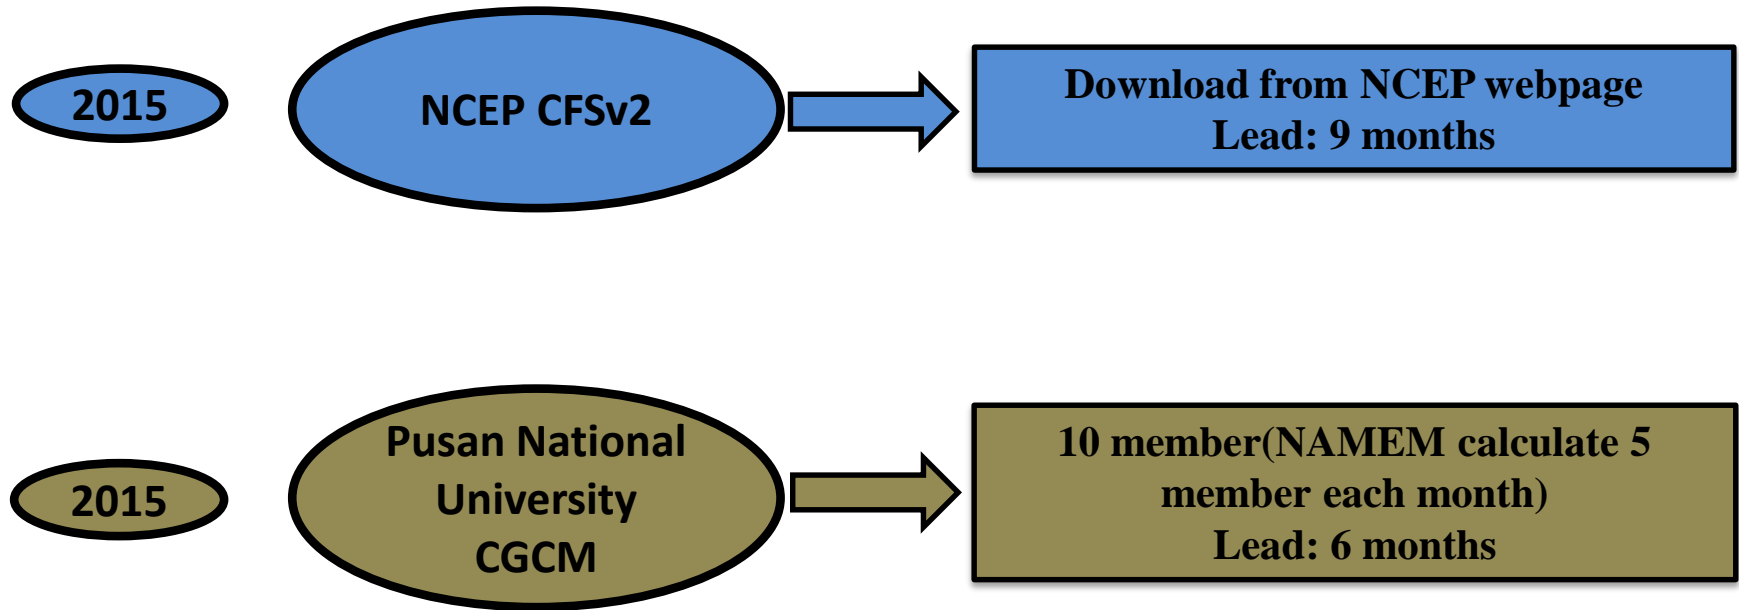 2015
NCEP CFSv2
Download from NCEP webpage
Lead: 9 months
2015
Pusan National
University
CGCM
10 member(NAMEM calculate 5
member each month)
Lead: 6 months